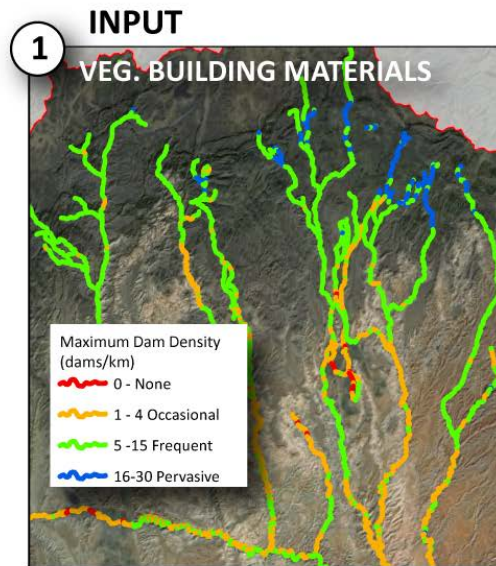 INPUT
1
VEG. BUILDING MATERIALS
Maximum Dam Density
(dams/km)
0 - None
1 - 4 Occasional
5 -15 Frequent
16-30 Pervasive